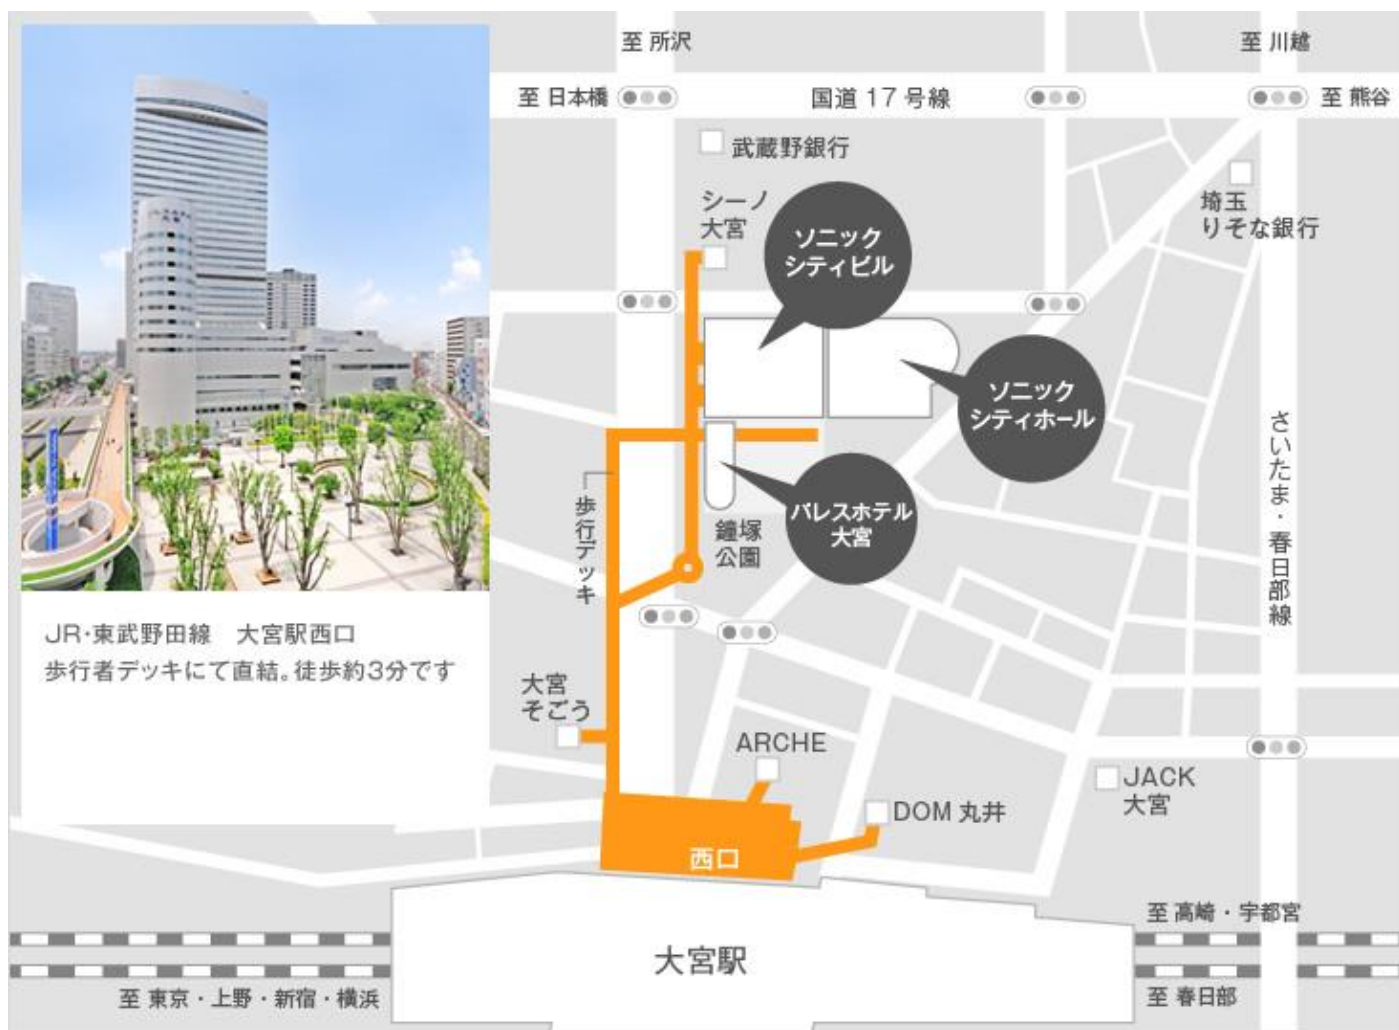 至 所沢
至 川越
至 日本橋
国道 17 号線
至 熊谷
武蔵野銀行
シーノ
大宮
ソニック
シティビル
埼玉
りそな銀行
ソニック
シティホール
さいたま・春日部線
歩行デッキ
パレスホテル
大宮
鐘塚
公園
JR・東武野田線 大宮駅西口
歩行者デッキにて直結。徒歩約3分です
大宮
そごう
ARCHE
JACK
大宮
DOM 丸井
西口
至 高崎・宇都宮
大宮駅
至 東京・上野・新宿・横浜
至 春日部